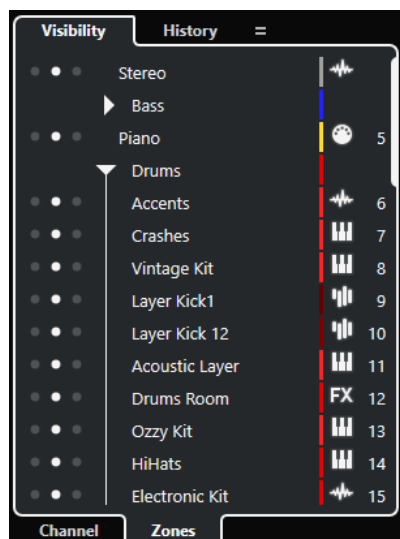 Visibility History =
Stereo
Bass
Piano 5
Drums
Accents 6
Crashes 7
Vintage Kit 8
Layer Kick1 9
Layer Kick 12 10
Acoustic Layer 11
Drums Room FX 12
Ozzy Kit 13
HiHats 14
Electronic Kit 15
Channel Zones